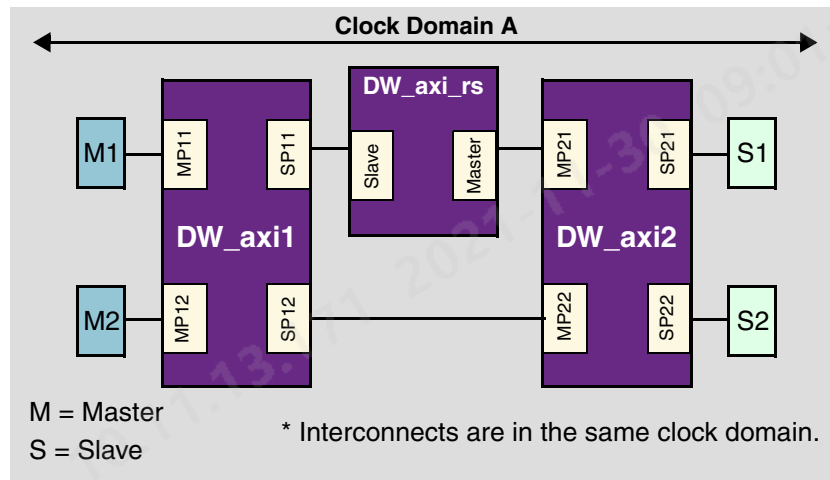 Clock Domain A
DW_axi_rs
M1
MP11
SP11
Slave
Master
MP21
SP21
S1
DW_axi1
DW_axi2
M2
MP12
SP12
MP22
SP22
S2
M = Master
S = Slave
* Interconnects are in the same clock domain.